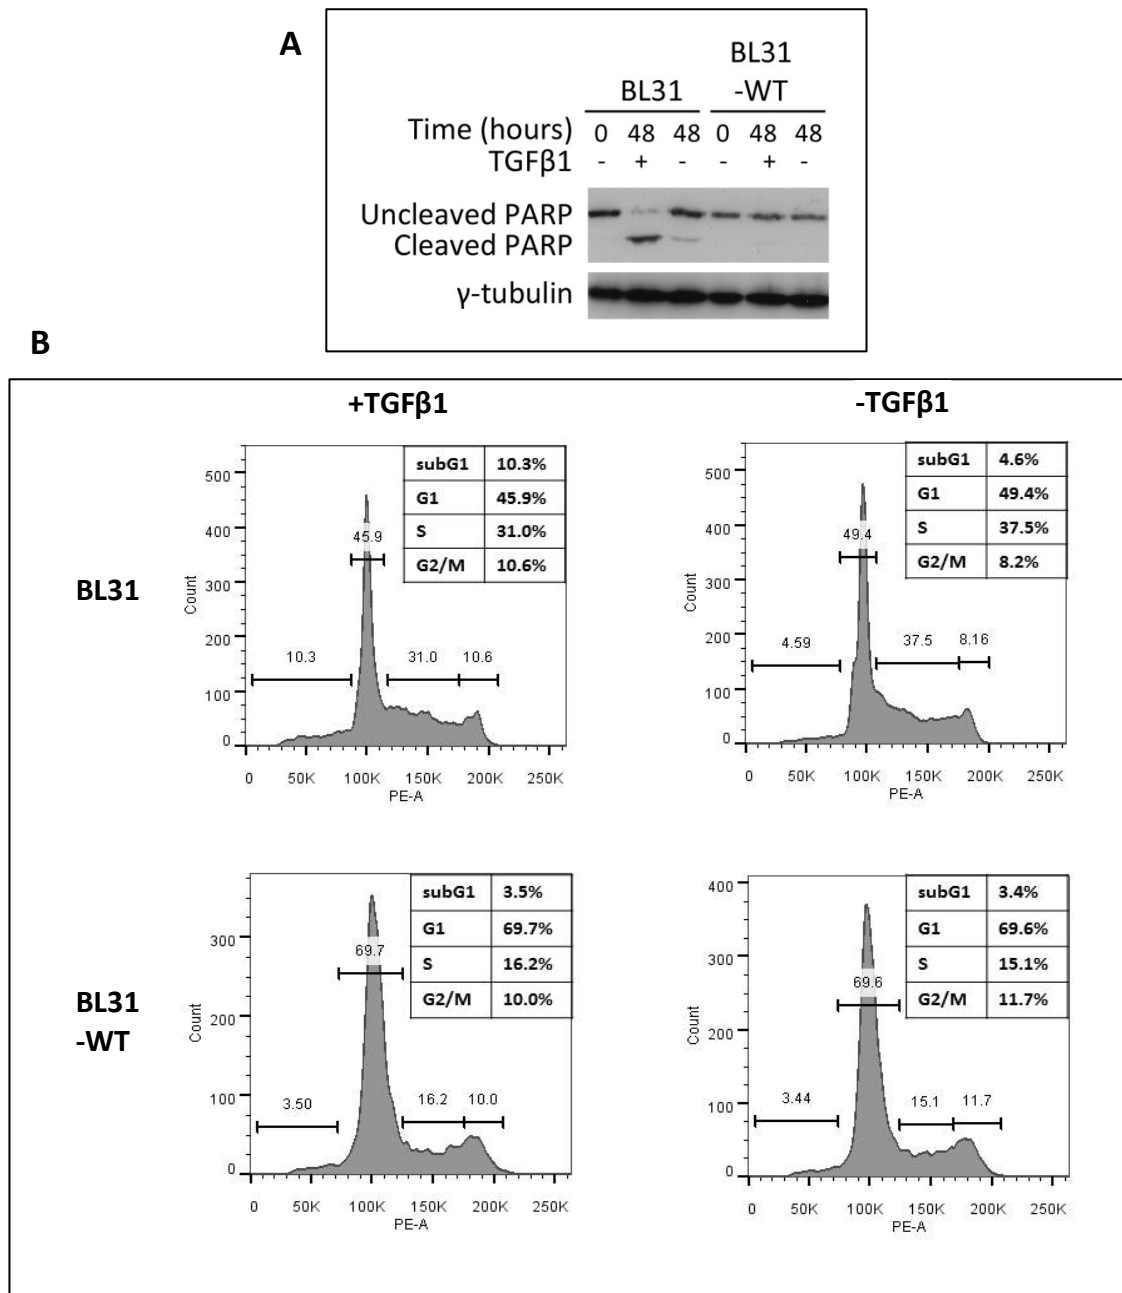 A
BL31
BL31
-WT
Time (hours) 0 48 48 0 48 48
TGFβ1 - + - - + -
Uncleaved PARP
Cleaved PARP
γ-tubulin
B
+TGFβ1
-TGFβ1
BL31
500
400
300
200
100
0
Count
0 50K 100K 150K 200K 250K
PE-A
10.3
45.9
31.0
10.6
subG1 10.3%
G1 45.9%
S 31.0%
G2/M 10.6%
500
400
300
200
100
0
Count
0 50K 100K 150K 200K 250K
PE-A
4.59
49.4
37.5
8.16
subG1 4.6%
G1 49.4%
S 37.5%
G2/M 8.2%
BL31
-WT
300
200
100
0
Count
0 50K 100K 150K 200K 250K
PE-A
3.50
69.7
16.2
10.0
subG1 3.5%
G1 69.7%
S 16.2%
G2/M 10.0%
400
300
200
100
0
Count
0 50K 100K 150K 200K 250K
PE-A
3.44
69.6
15.1
11.7
subG1 3.4%
G1 69.6%
S 15.1%
G2/M 11.7%